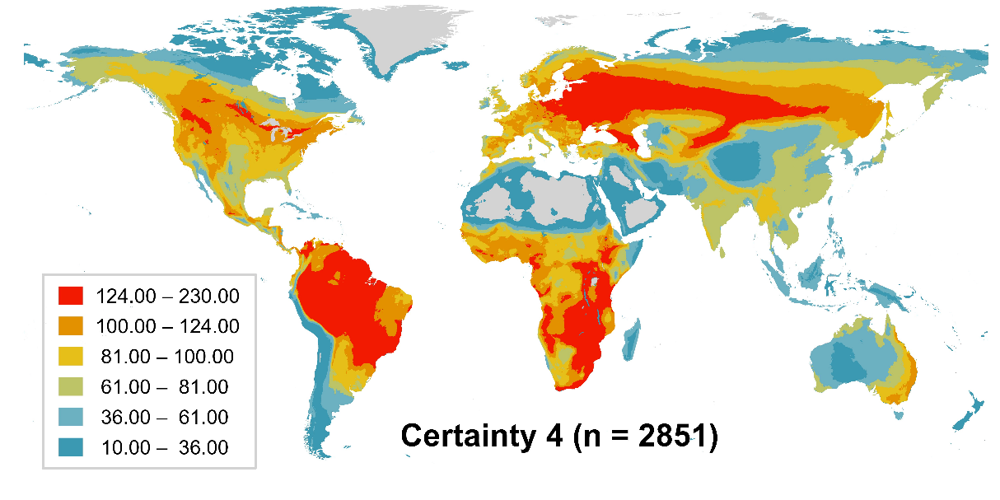 124.00 – 230.00
100.00 – 124.00
81.00 – 100.00
61.00 – 81.00
36.00 – 61.00
10.00 – 36.00
Certainty 4 (n = 2851)